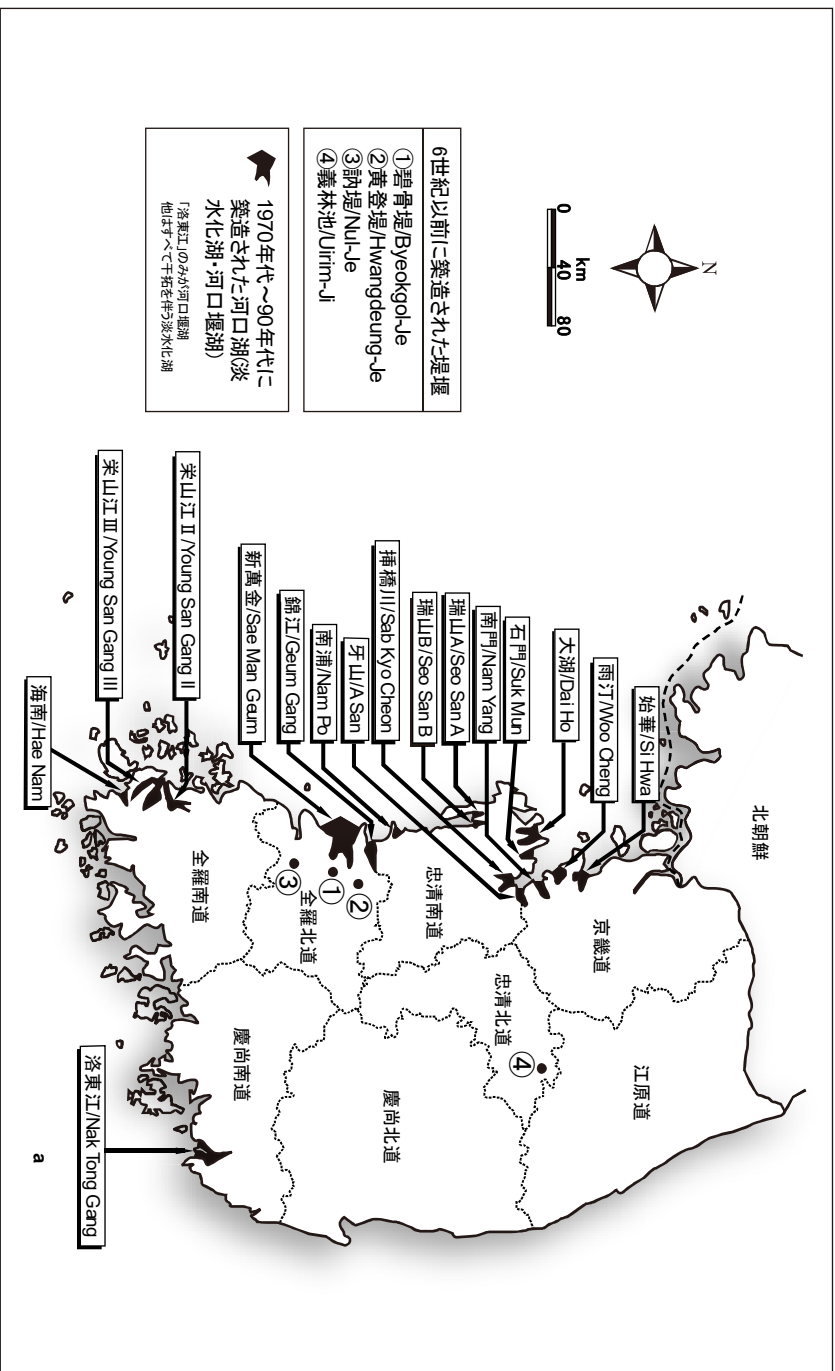 N
0 40 80
km
6世紀以前に築造された堤堰
①碧骨堤/Byeokgol-Je
②黄登堤/Hwangdeung-Je
③訥堤/Nul-Je
④義林池/Uirim-Ji
1970年代～90年代に
築造された河口湖(淡
水化湖・河口堰湖)
「洛東江」のみが河口堰湖
他はすべて干拓を伴う淡水化湖
北朝鮮
始華/Si Hwa
雨汀/Woo Cheng
大湖/Dai Ho
石門/Suk Mun
南門/Nam Yang
瑞山A/Seo San A
瑞山B/Seo San B
挿橋川/Sab Kyo Cheon
牙山/A San
南浦/Nam Po
錦江/Geum Gang
新萬金/Sae Man Geum
栄山江Ⅱ/Young San Gang II
栄山江Ⅲ/Young San Gang III
海南/Hae Nam
京畿道
江原道
忠清南道
忠清北道
④
②
①
③
全羅北道
全羅南道
慶尚北道
慶尚南道
洛東江/Nak Tong Gang
a